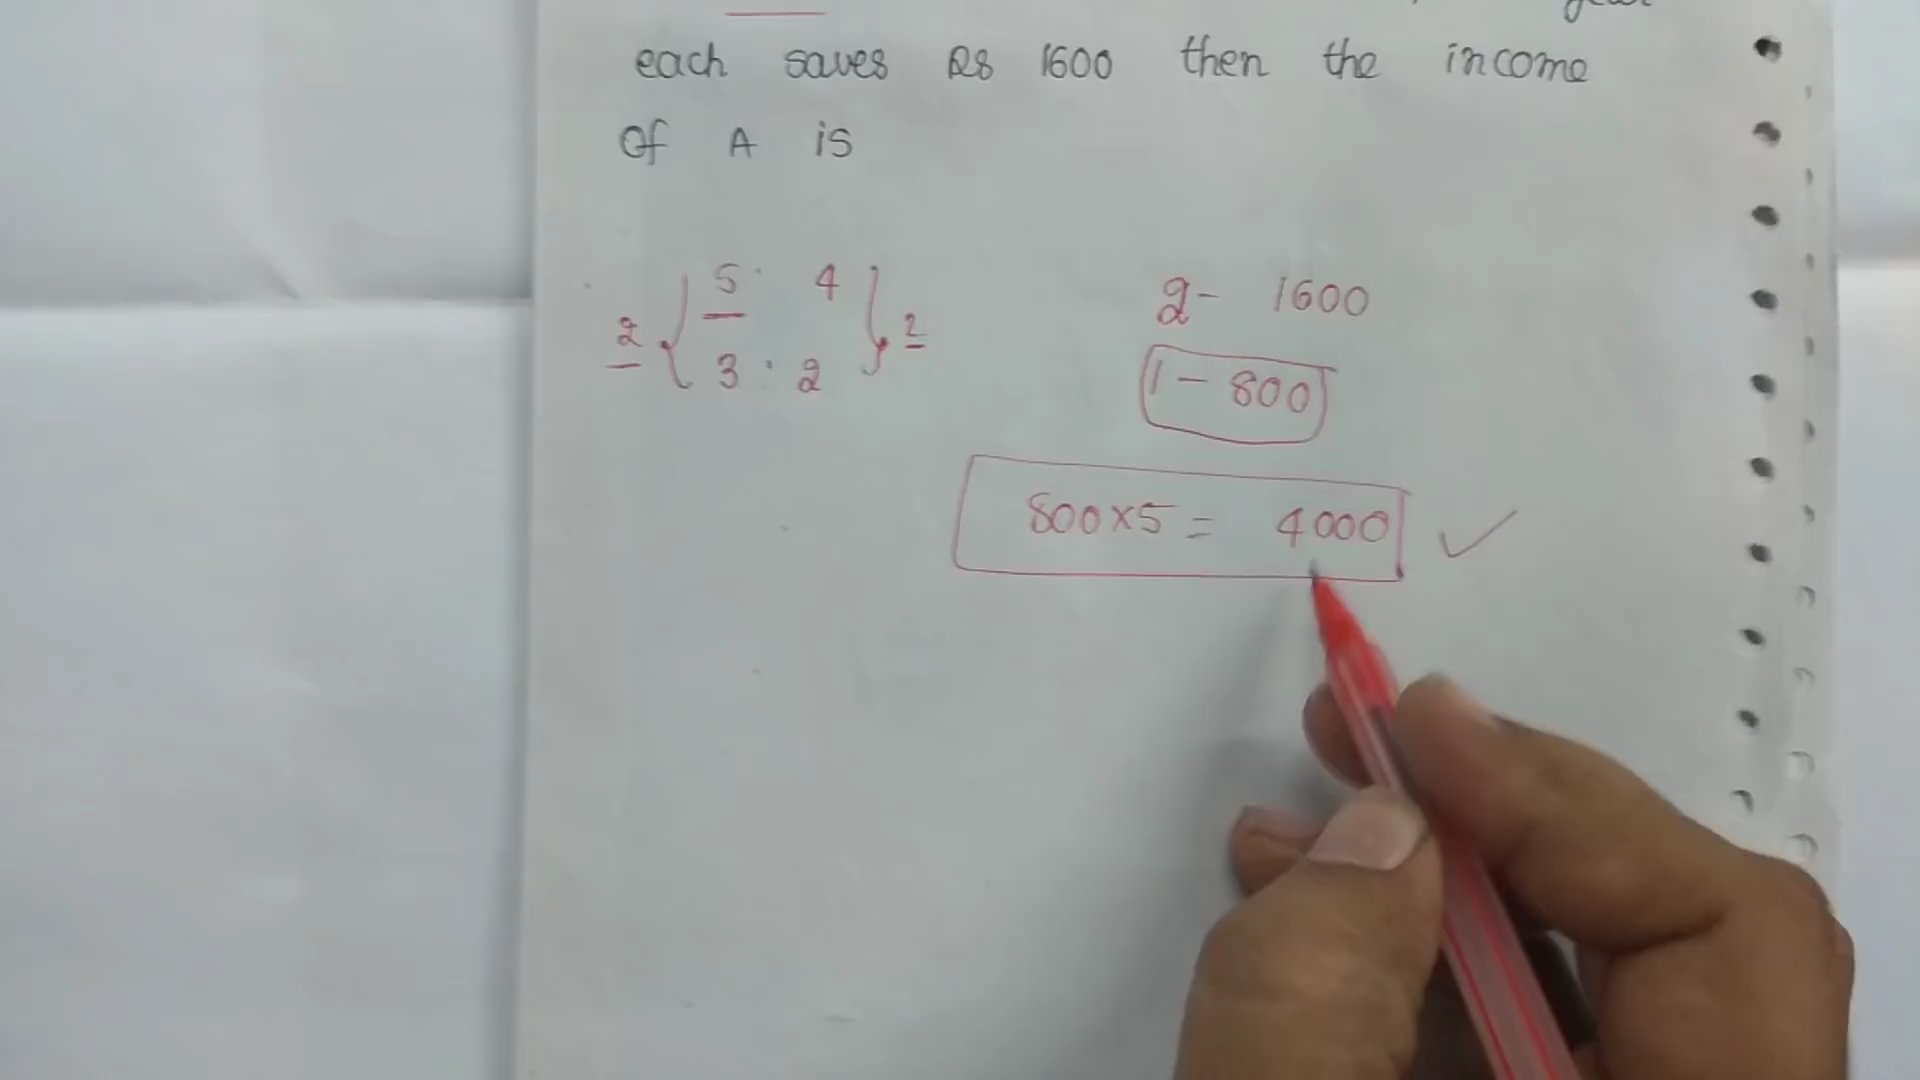 each saves Rs 1600 then the income
of A is
5 : 4
2 { } 2
3 : 2
2 - 1600
1 - 800
800×5 = 4000 ✓